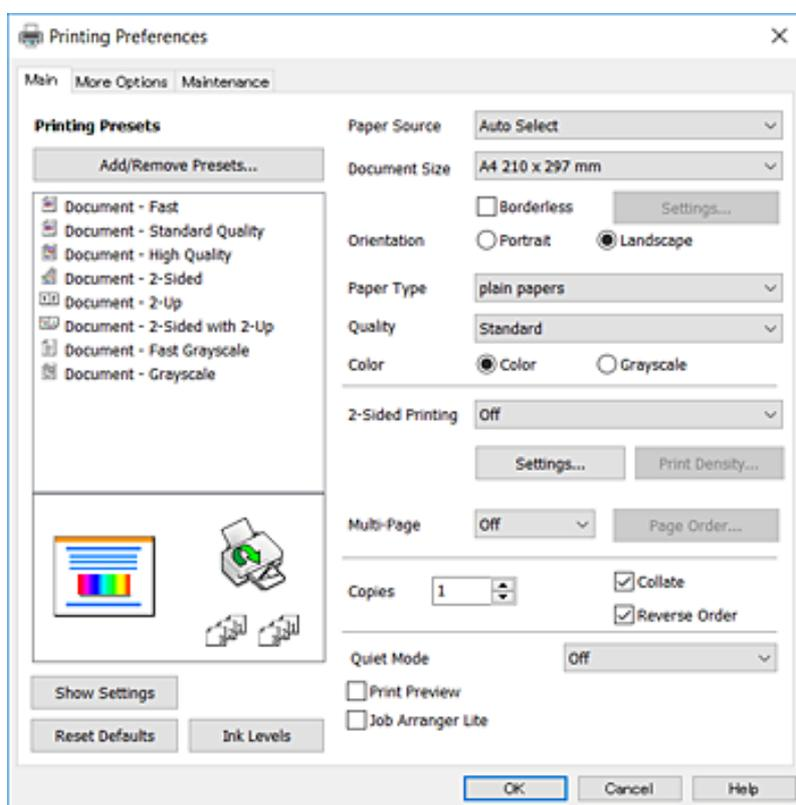 Printing Preferences
Main More Options Maintenance
Printing Presets
Add/Remove Presets...
Document - Fast
Document - Standard Quality
Document - High Quality
Document - 2-Sided
Document - 2-Up
Document - 2-Sided with 2-Up
Document - Fast Grayscale
Document - Grayscale
Show Settings
Reset Defaults Ink Levels
Paper Source Auto Select
Document Size A4 210 x 297 mm
Borderless Settings...
Orientation Portrait Landscape
Paper Type plain papers
Quality Standard
Color Color Grayscale
2-Sided Printing Off
Settings... Print Density...
Multi-Page Off Page Order...
Copies 1 Collate
Reverse Order
Quiet Mode Off
Print Preview
Job Arranger Lite
OK Cancel Help